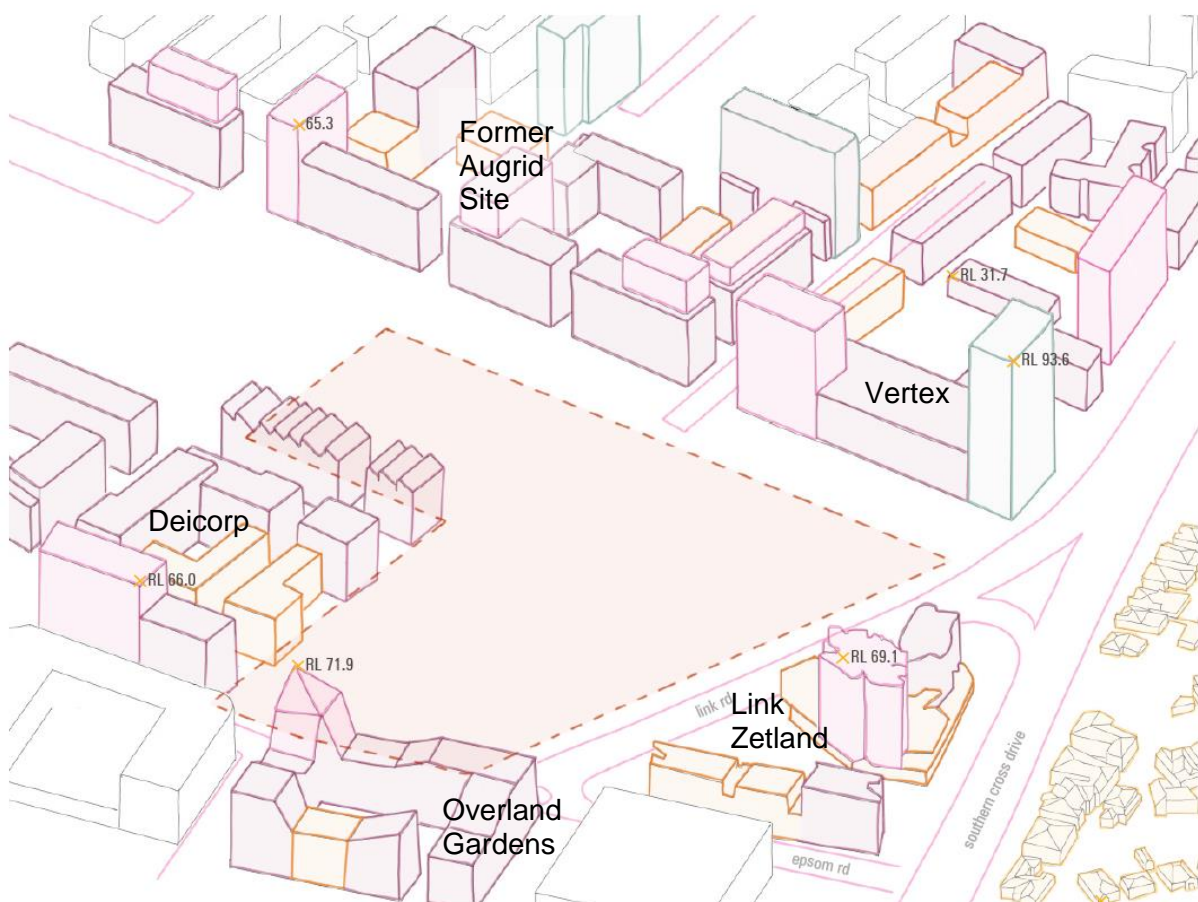 65.3
Former
Augrid
Site
RL 31.7
RL 93.6
Vertex
Deicorp
RL 66.0
RL 71.9
RL 69.1
link rd
Link
Zetland
southern cross drive
Overland
Gardens
epsom rd